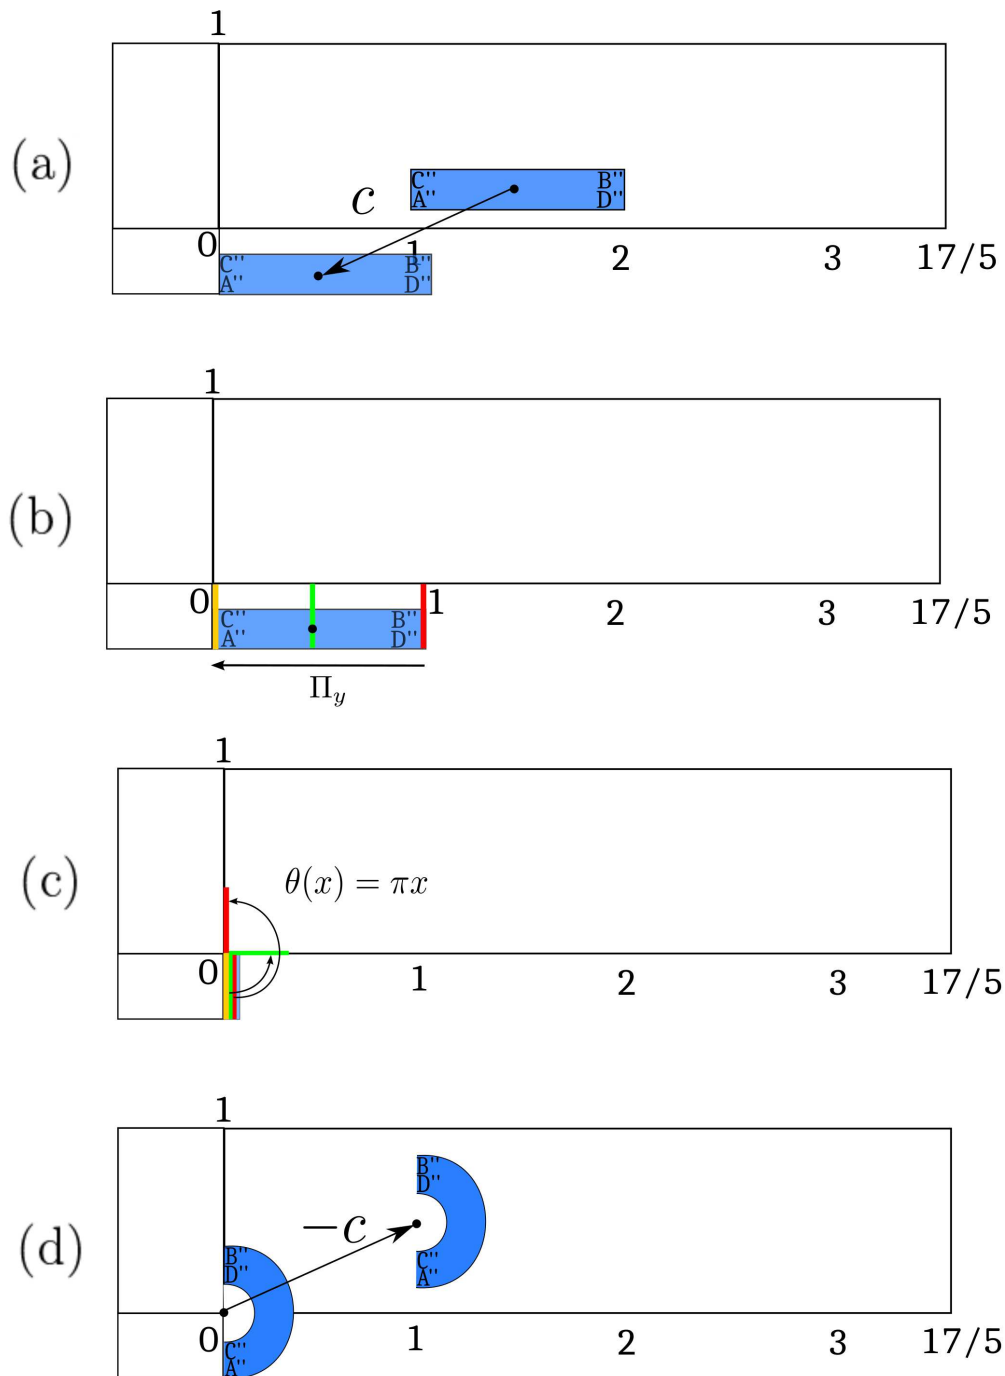 1
(a)
C'' B''
A'' D''
c
0 1 2 3 17/5
C'' B''
A'' D''
1
(b)
0 1 2 3 17/5
C'' B''
A'' D''
Π_y
1
(c)
θ(x) = πx
0 1 2 3 17/5
1
B''
D''
(d)
−c
C''
A''
B''
D''
0 1 2 3 17/5
C''
A''